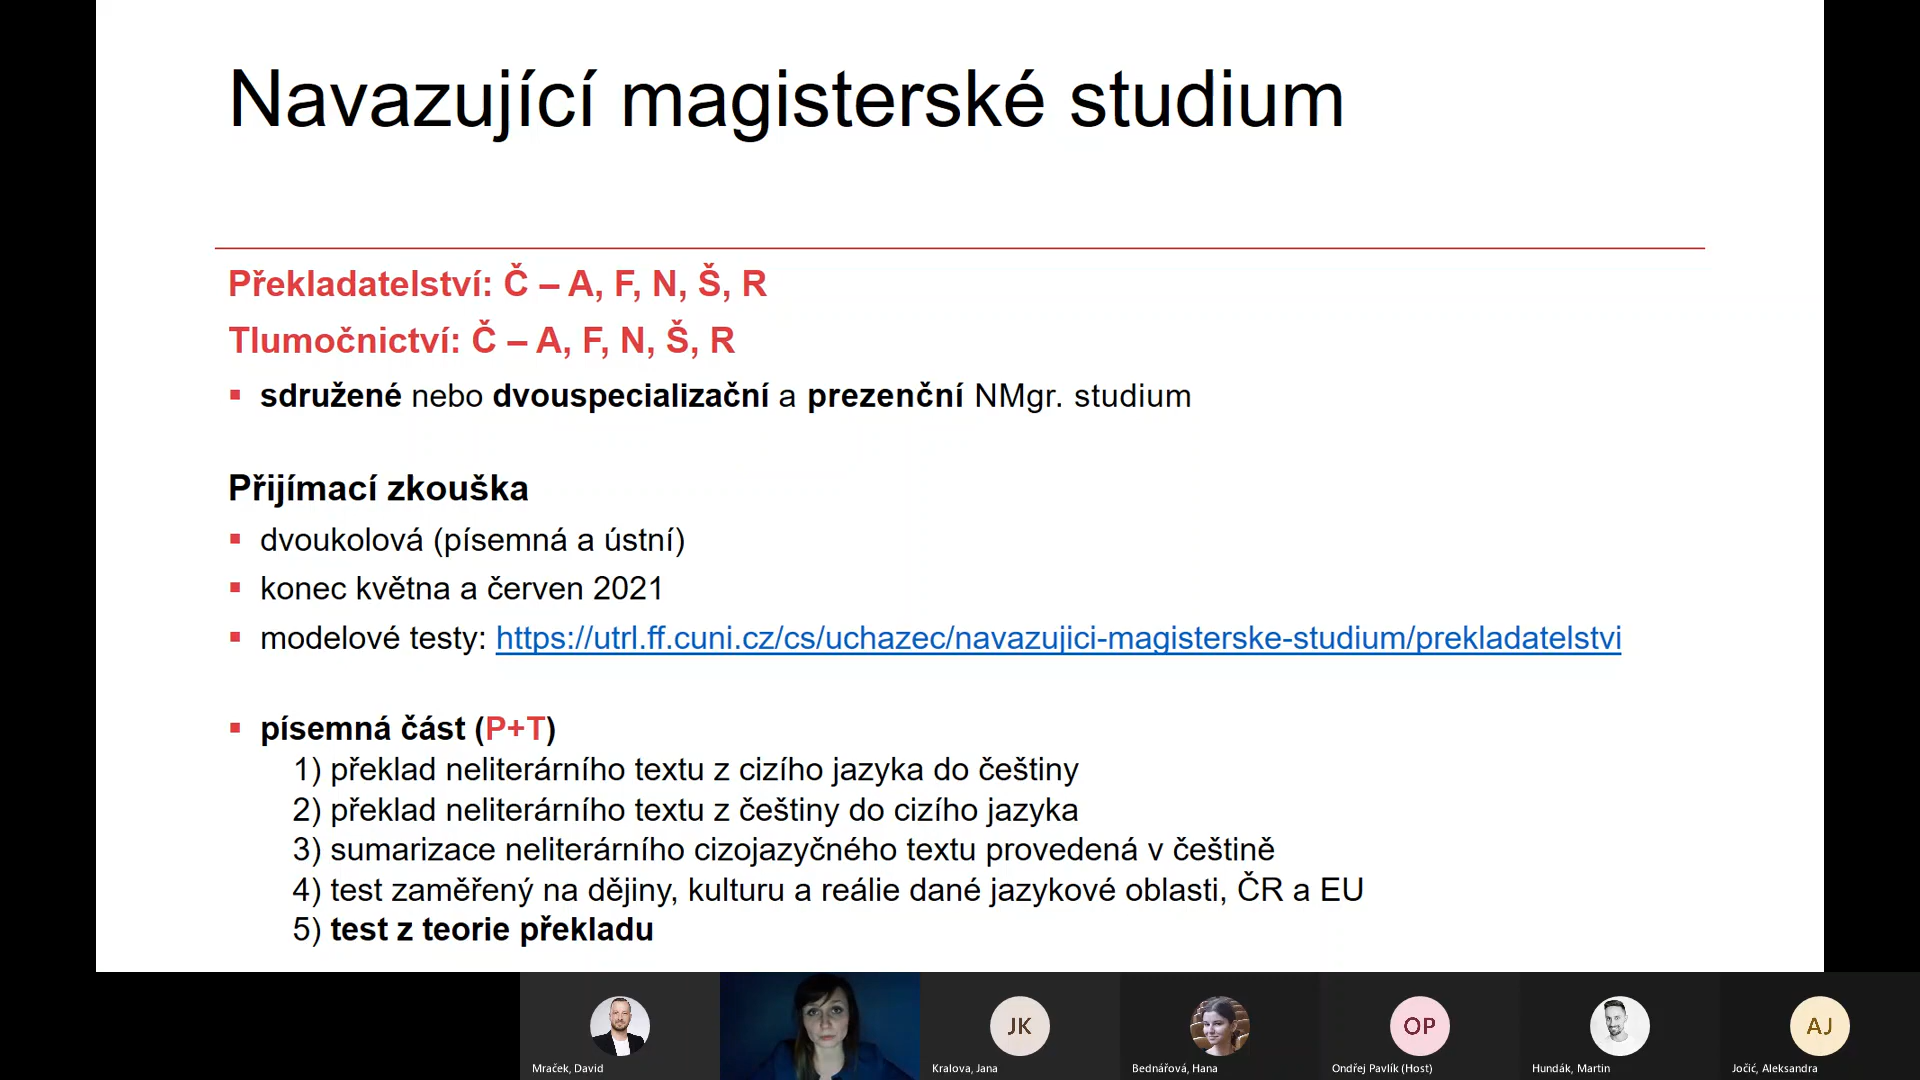 Navazující magisterské studium
Překladatelství: Č – A, F, N, Š, R
Tlumočnictví: Č – A, F, N, Š, R
▪ sdružené nebo dvouspecializační a prezenční NMgr. studium
Přijímací zkouška
▪ dvoukolová (písemná a ústní)
▪ konec května a červen 2021
▪ modelové testy: https://utrl.ff.cuni.cz/cs/uchazec/navazujici-magisterske-studium/prekladatelstvi
▪ písemná část (P+T)
1) překlad neliterárního textu z cizího jazyka do češtiny
2) překlad neliterárního textu z češtiny do cizího jazyka
3) sumarizace neliterárního cizojazyčného textu provedená v češtině
4) test zaměřený na dějiny, kulturu a reálie dané jazykové oblasti, ČR a EU
5) test z teorie překladu
JK
OP
AJ
Mraček, David
Kralova, Jana
Bednářová, Hana
Ondřej Pavlík (Host)
Hundák, Martin
Jočić, Aleksandra